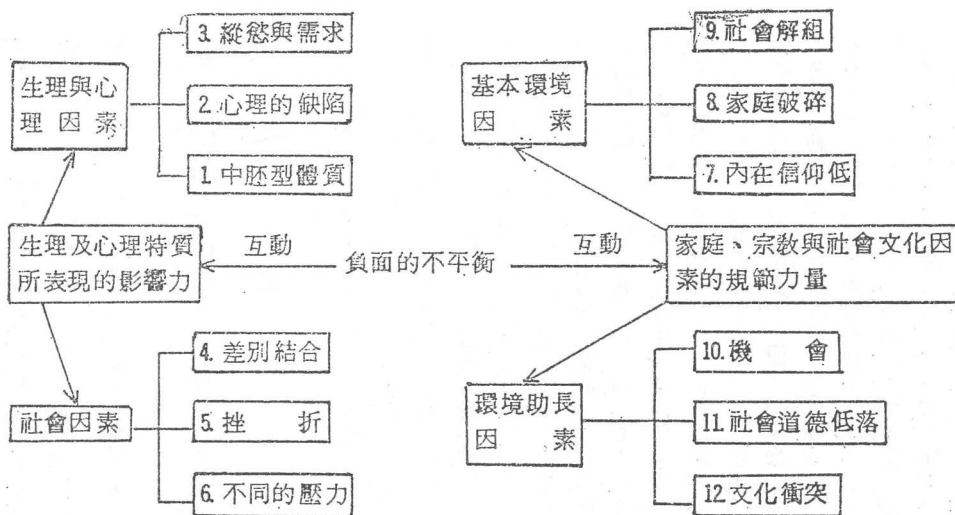 3. 縱慾與需求
生理與心
理因素
2. 心理的缺陷
1. 中胚型體質
9. 社會解組
基本環境
因素
8. 家庭破碎
7. 內在信仰低
生理及心理特質
所表現的影響力
互動
負面的不平衡
互動
家庭、宗教與社會文化因
素的規範力量
4. 差別結合
社會因素
5. 挫折
6. 不同的壓力
10. 機會
環境助長
因素
11. 社會道德低落
12. 文化衝突